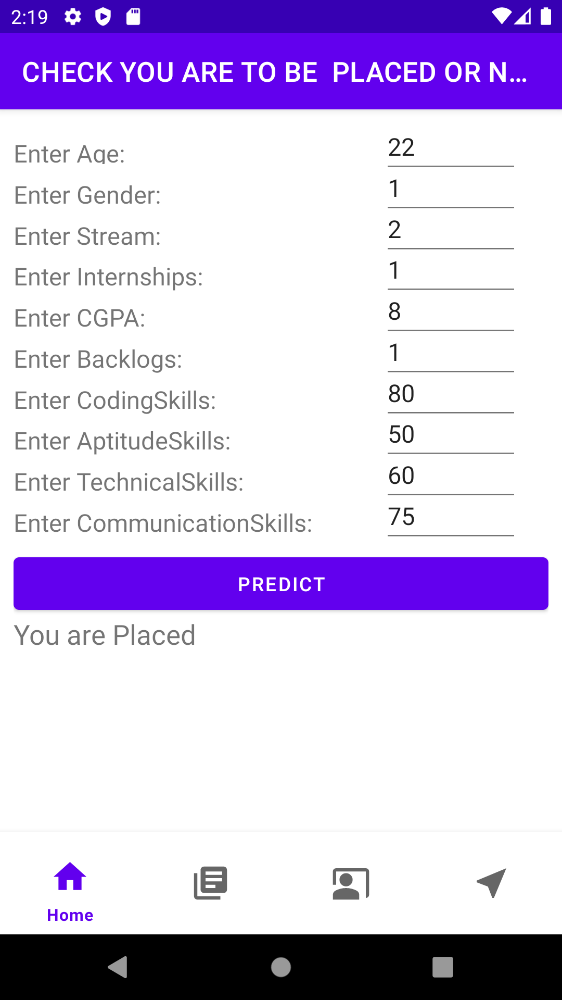 2:19
CHECK YOU ARE TO BE  PLACED OR N...
Enter Age: 22
Enter Gender: 1
Enter Stream: 2
Enter Internships: 1
Enter CGPA: 8
Enter Backlogs: 1
Enter CodingSkills: 80
Enter AptitudeSkills: 50
Enter TechnicalSkills: 60
Enter CommunicationSkills: 75
PREDICT
You are Placed
Home